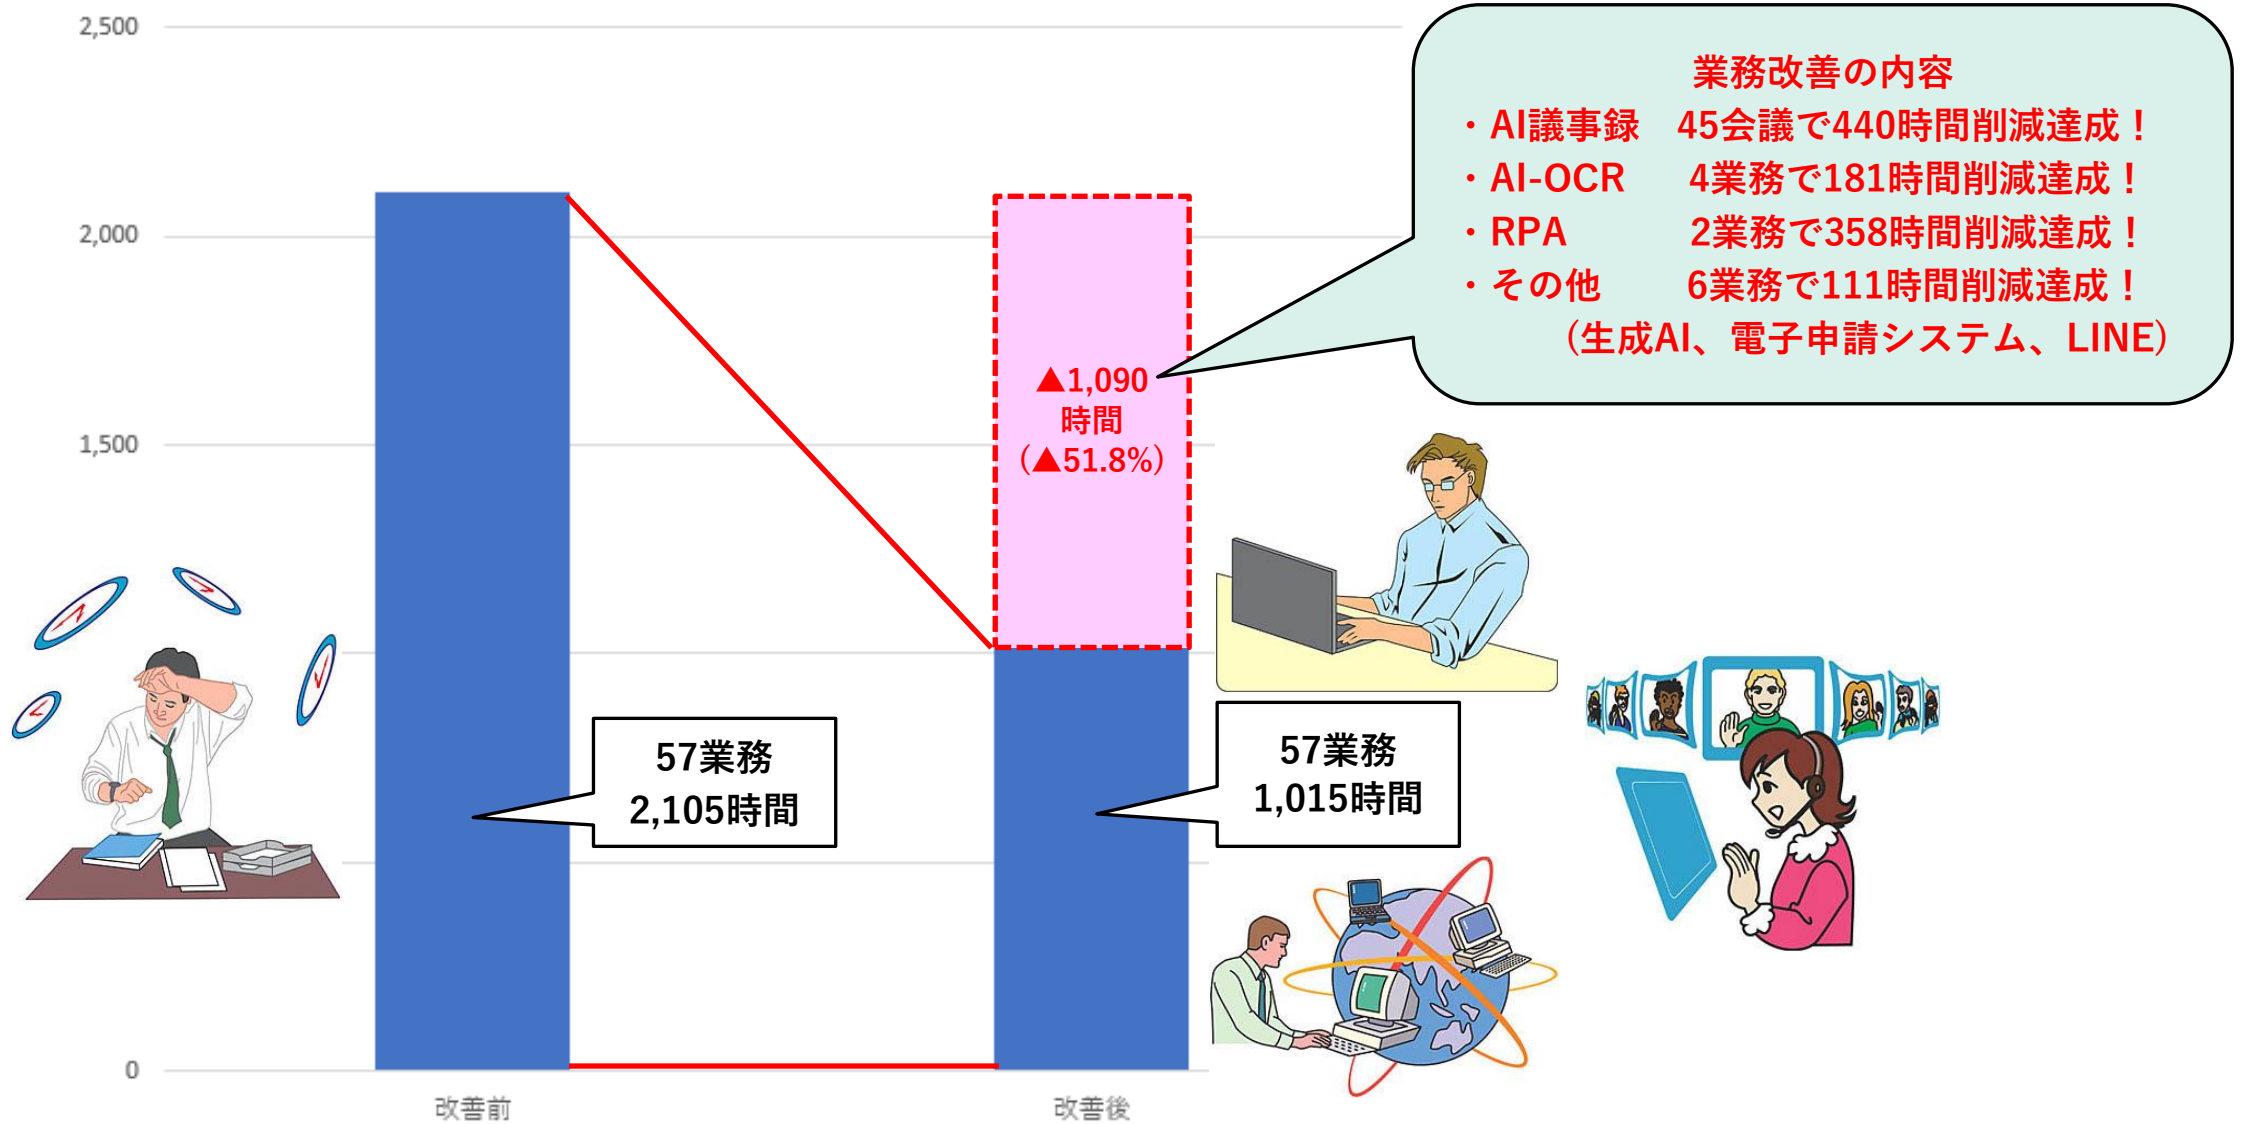 2,500
2,000
1,500
0
改善前
改善後
57業務
2,105時間
▲1,090
時間
(▲51.8%)
57業務
1,015時間
業務改善の内容
・AI議事録 45会議で440時間削減達成！
・AI-OCR 4業務で181時間削減達成！
・RPA 2業務で358時間削減達成！
・その他 6業務で111時間削減達成！
(生成AI、電子申請システム、LINE)